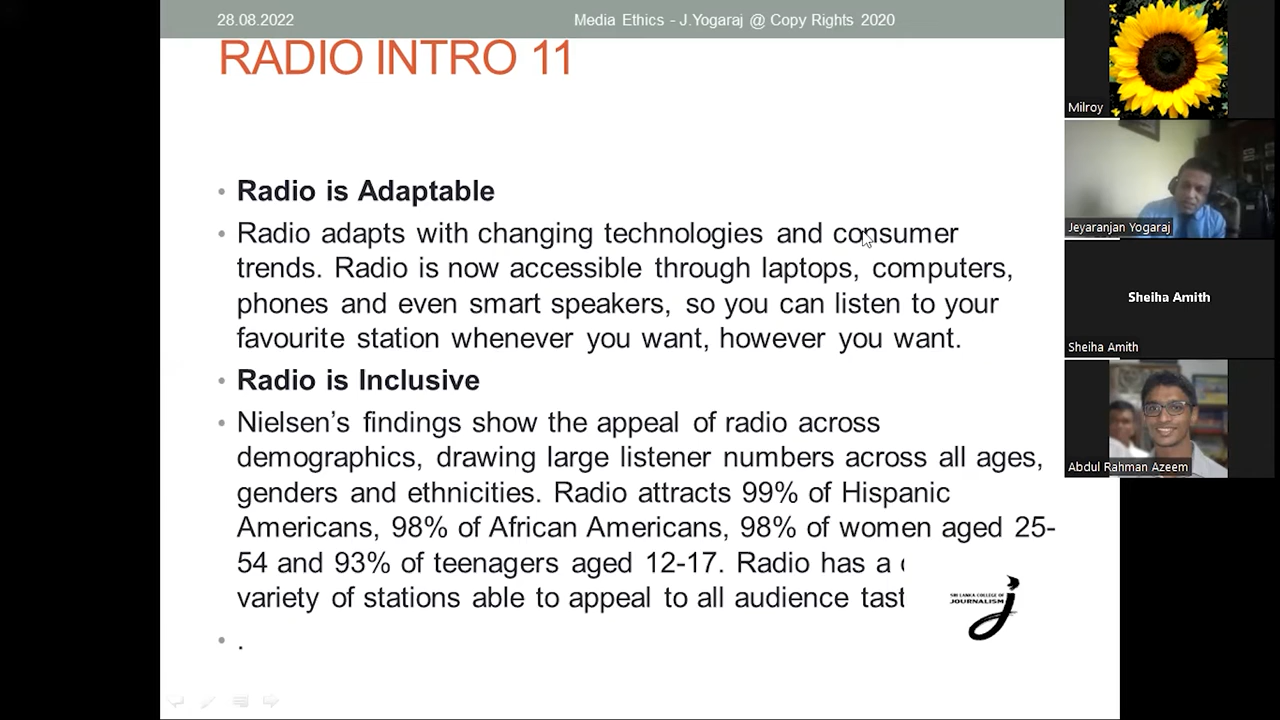 28.08.2022
Media Ethics - J.Yogaraj @ Copy Rights 2020
RADIO INTRO 11
• Radio is Adaptable
• Radio adapts with changing technologies and consumer
trends. Radio is now accessible through laptops, computers,
phones and even smart speakers, so you can listen to your
favourite station whenever you want, however you want.
• Radio is Inclusive
• Nielsen’s findings show the appeal of radio across
demographics, drawing large listener numbers across all ages,
genders and ethnicities. Radio attracts 99% of Hispanic
Americans, 98% of African Americans, 98% of women aged 25-
54 and 93% of teenagers aged 12-17. Radio has a
variety of stations able to appeal to all audience
• .
SRI LANKA COLLEGE OF
JOURNALISM
Milroy
Jeyaranjan Yogaraj
Sheiha Amith
Sheiha Amith
Abdul Rahman Azeem